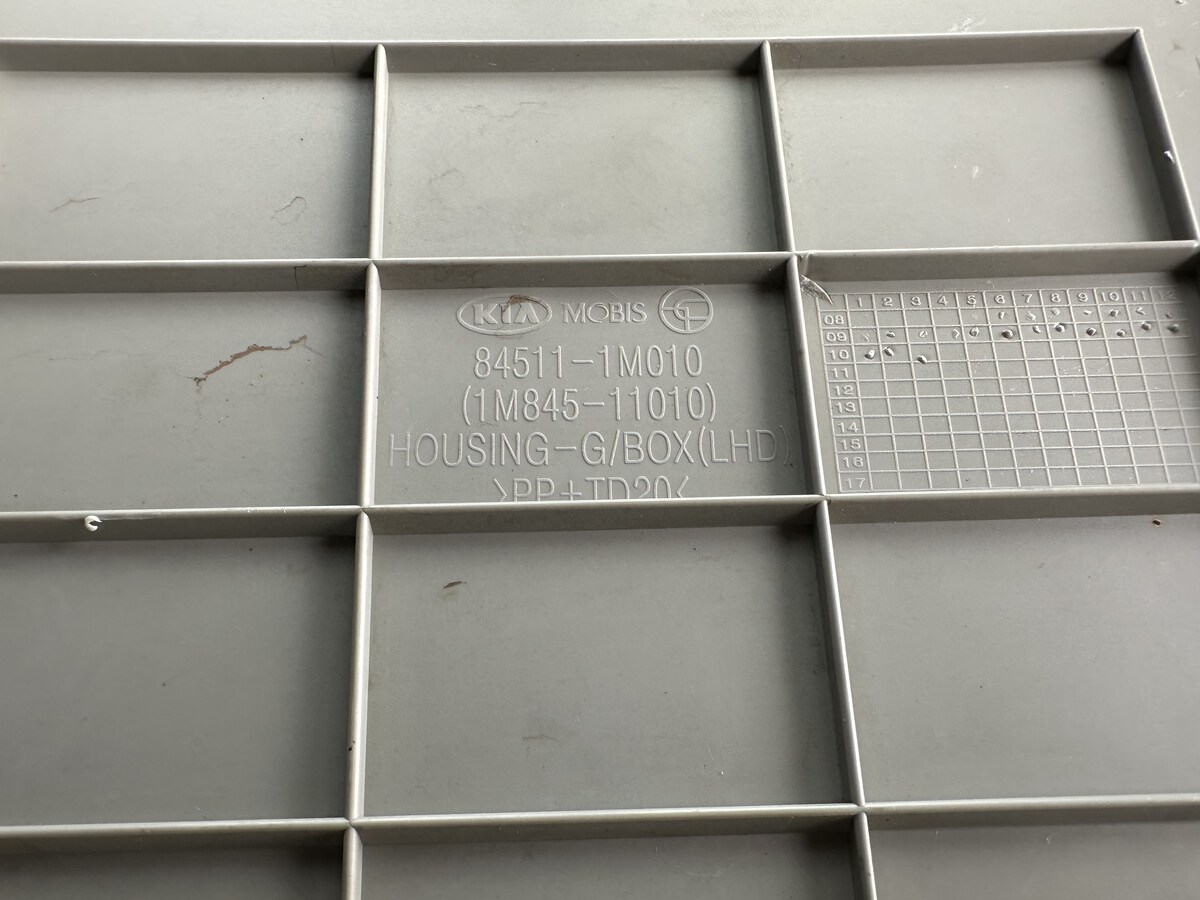 KIA MOBIS
84511-1M010
(1M845-11010)
HOUSING-G/BOX(LHD)
>PP+TD20<
1 2 3 4 5 6 7 8 9 10 11 12
08
09
10
11
12
13
14
15
16
17